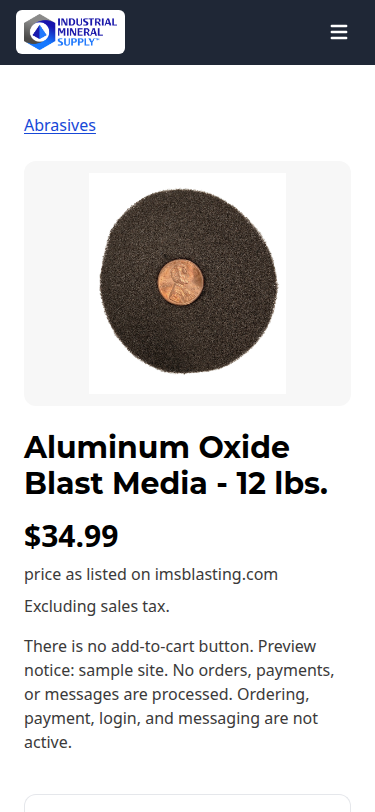 INDUSTRIAL
MINERAL
SUPPLY™
Abrasives
Aluminum Oxide
Blast Media - 12 lbs.
$34.99
price as listed on imsblasting.com
Excluding sales tax.
There is no add-to-cart button. Preview
notice: sample site. No orders, payments,
or messages are processed. Ordering,
payment, login, and messaging are not
active.